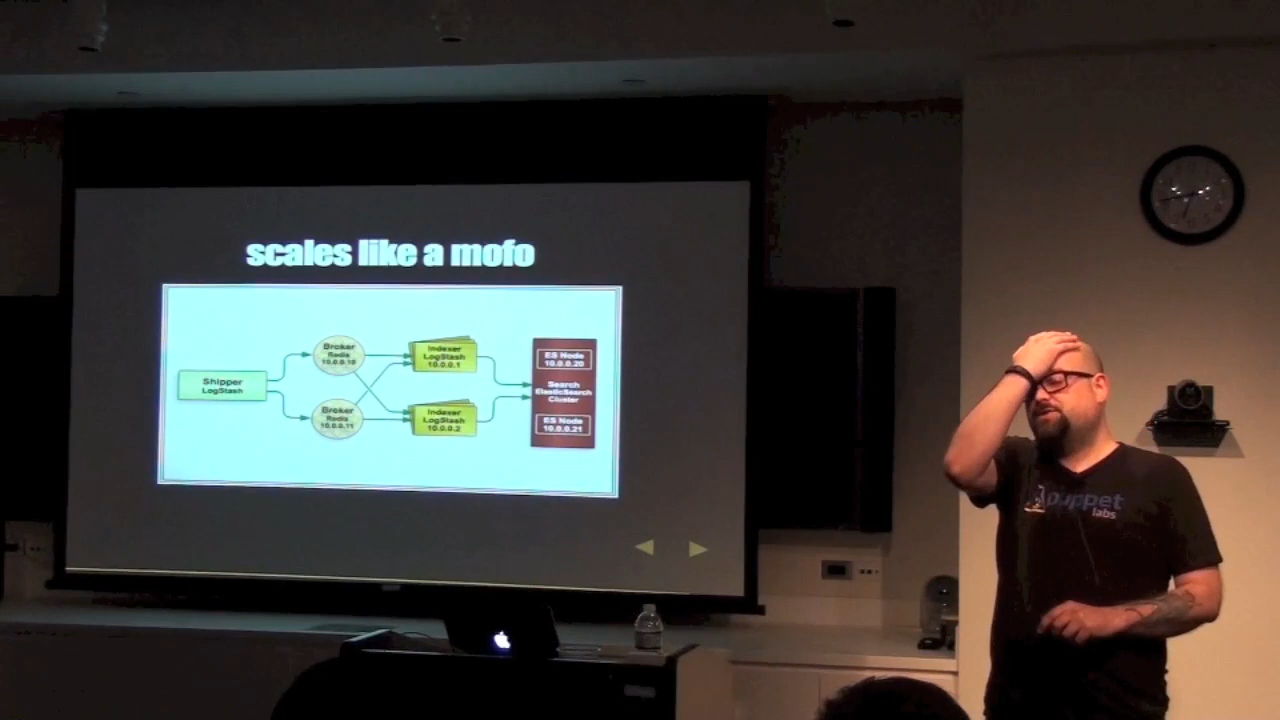 scales like a mofo
Shipper
LogStash
Broker
Redis
10.0.0.10
Broker
Redis
10.0.0.11
Indexer
LogStash
10.0.0.1
Indexer
LogStash
10.0.0.2
ES Node
10.0.0.20
Search
ElasticSearch
Cluster
ES Node
10.0.0.21
puppet
labs